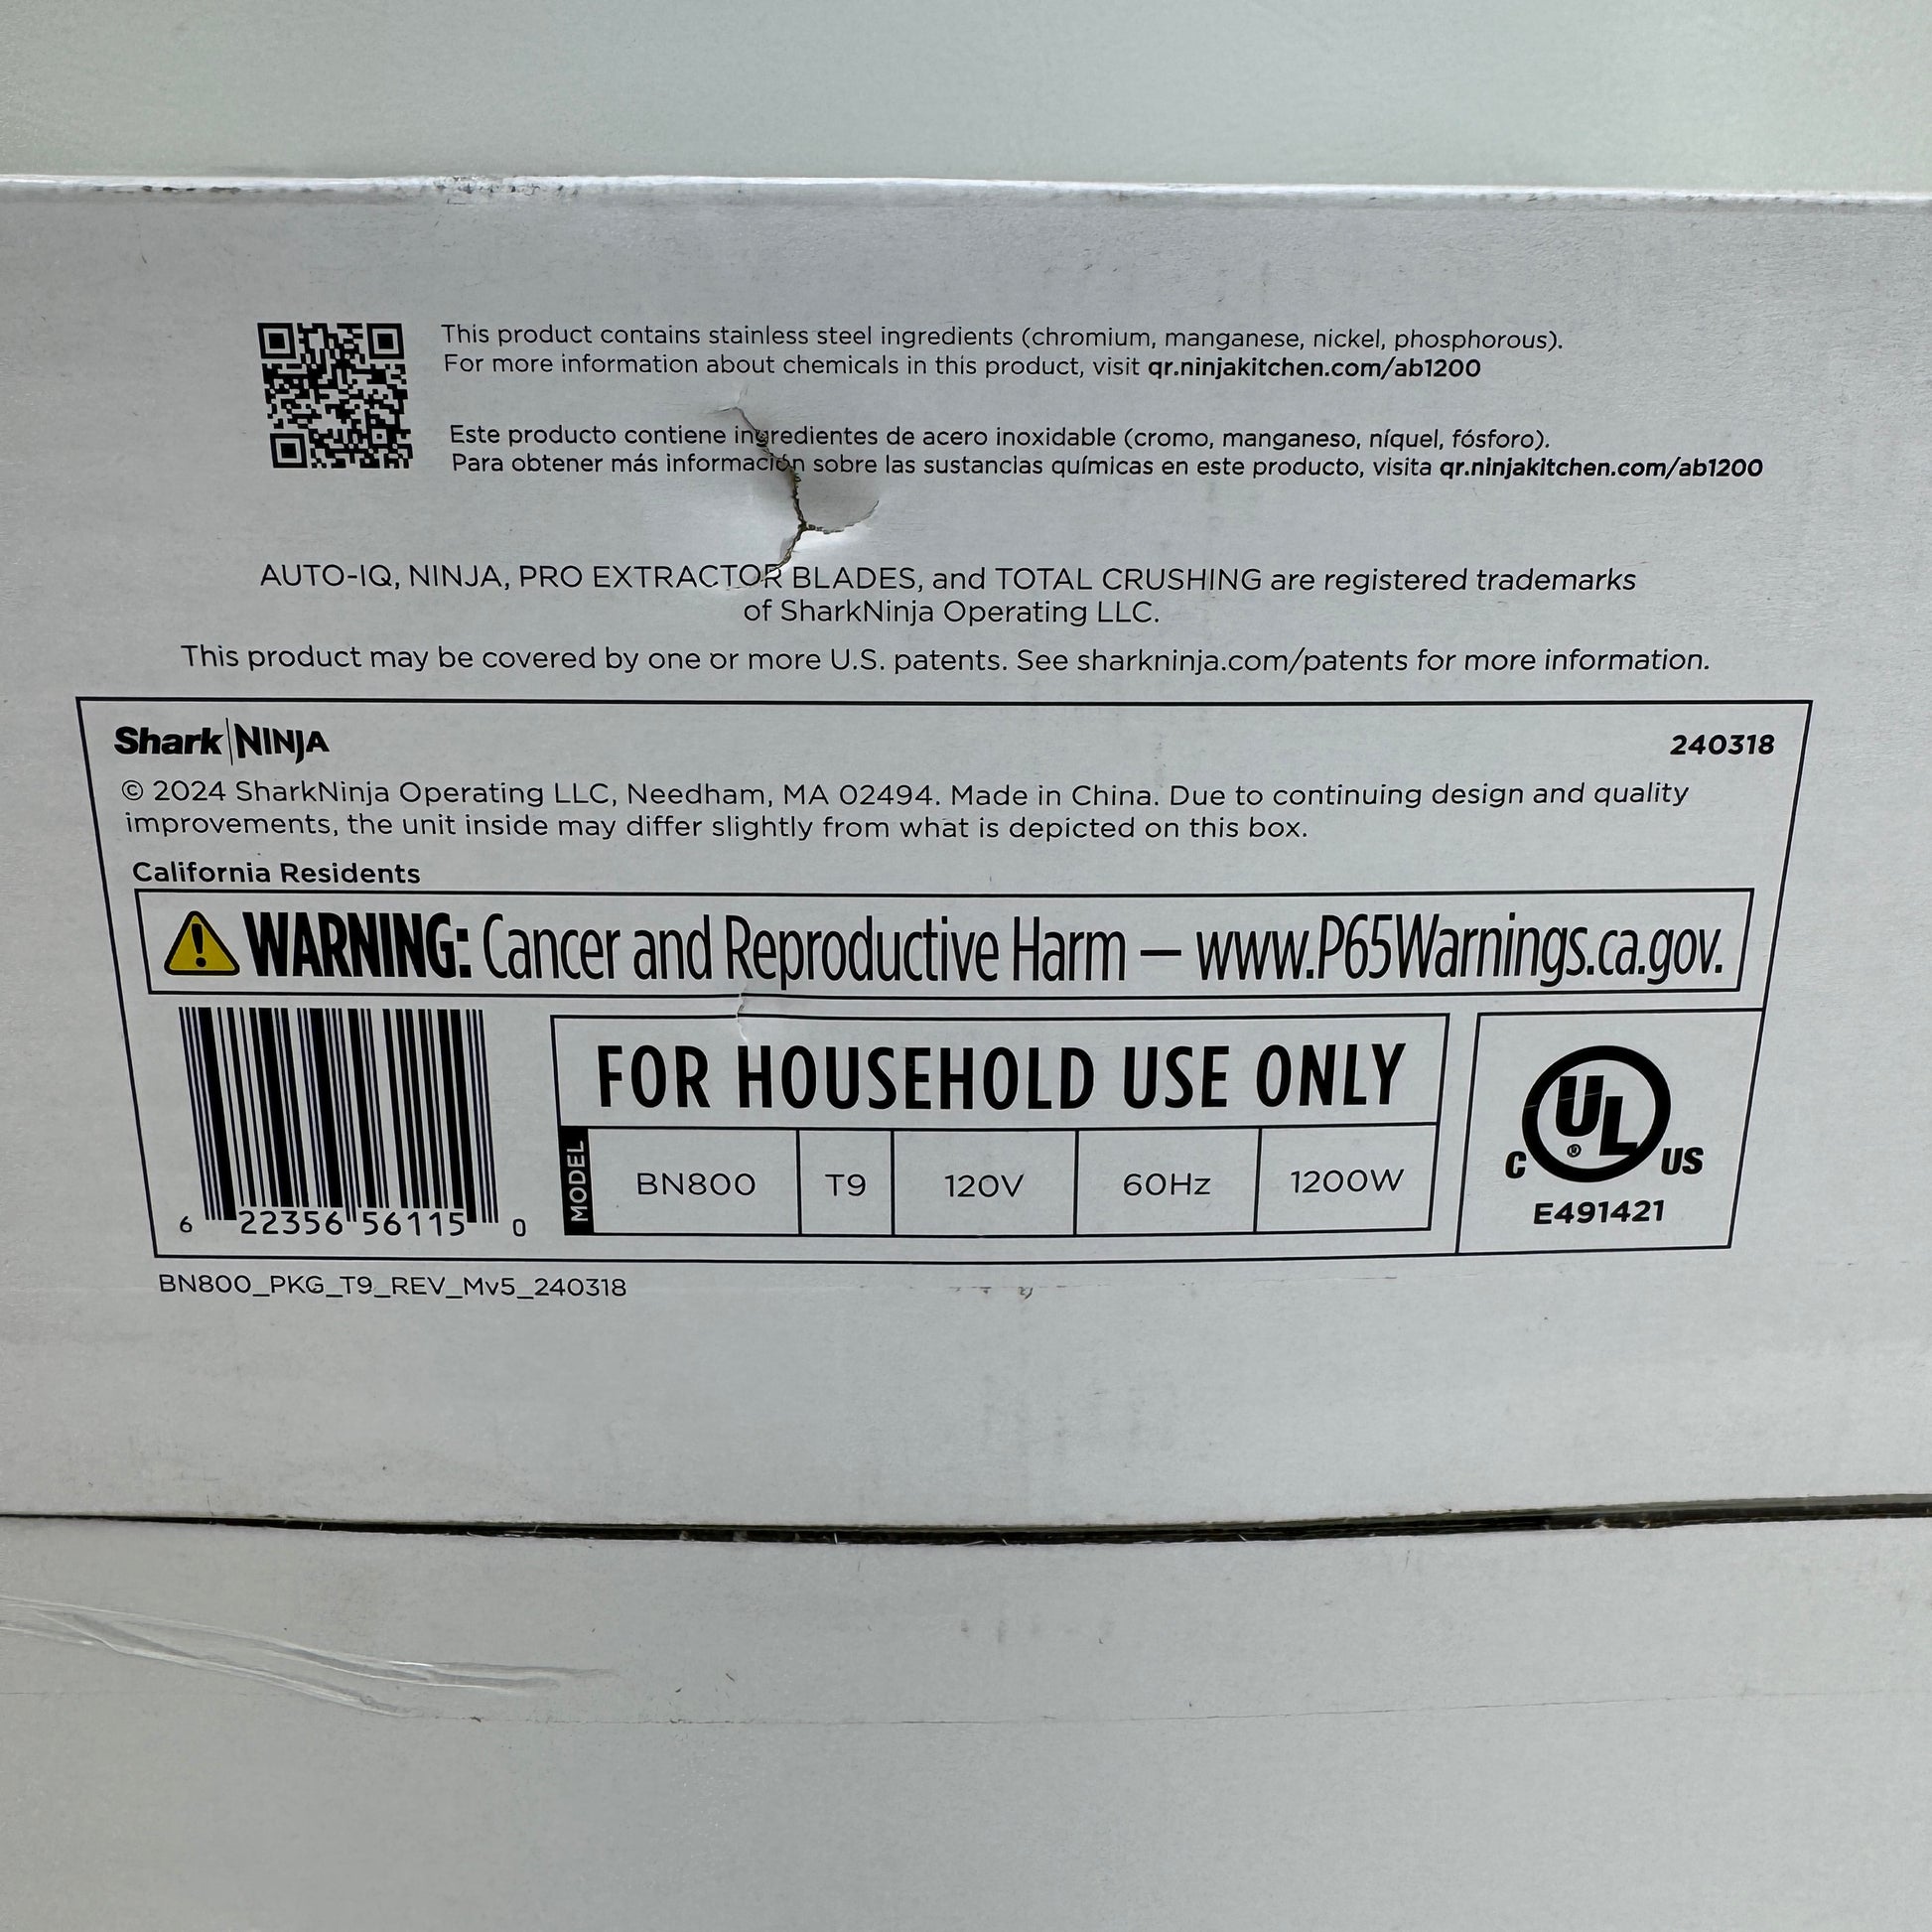 This product contains stainless steel ingredients (chromium, manganese, nickel, phosphorous).
For more information about chemicals in this product, visit qr.ninjakitchen.com/ab1200
Este producto contiene ingredientes de acero inoxidable (cromo, manganeso, níquel, fósforo).
Para obtener más información sobre las sustancias químicas en este producto, visita qr.ninjakitchen.com/ab1200
AUTO-IQ, NINJA, PRO EXTRACTOR BLADES, and TOTAL CRUSHING are registered trademarks
of SharkNinja Operating LLC.
This product may be covered by one or more U.S. patents. See sharkninja.com/patents for more information.
Shark|NINJA
240318
© 2024 SharkNinja Operating LLC, Needham, MA 02494. Made in China. Due to continuing design and quality
improvements, the unit inside may differ slightly from what is depicted on this box.
California Residents
WARNING: Cancer and Reproductive Harm – www.P65Warnings.ca.gov.
6 22356 56115 0
FOR HOUSEHOLD USE ONLY
MODEL BN800 T9 120V 60Hz 1200W
C UL® US
E491421
BN800_PKG_T9_REV_Mv5_240318